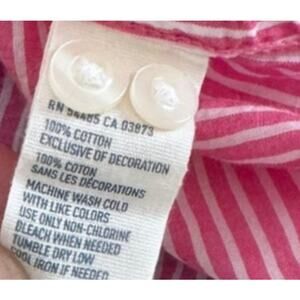 RN 54485 CA 03973
100% COTTON
EXCLUSIVE OF DECORATION
100% COTON
SANS LES DÉCORATIONS
MACHINE WASH COLD
WITH LIKE COLORS
USE ONLY NON-CHLORINE
BLEACH WHEN NEEDED
TUMBLE DRY LOW
COOL IRON IF NEEDED